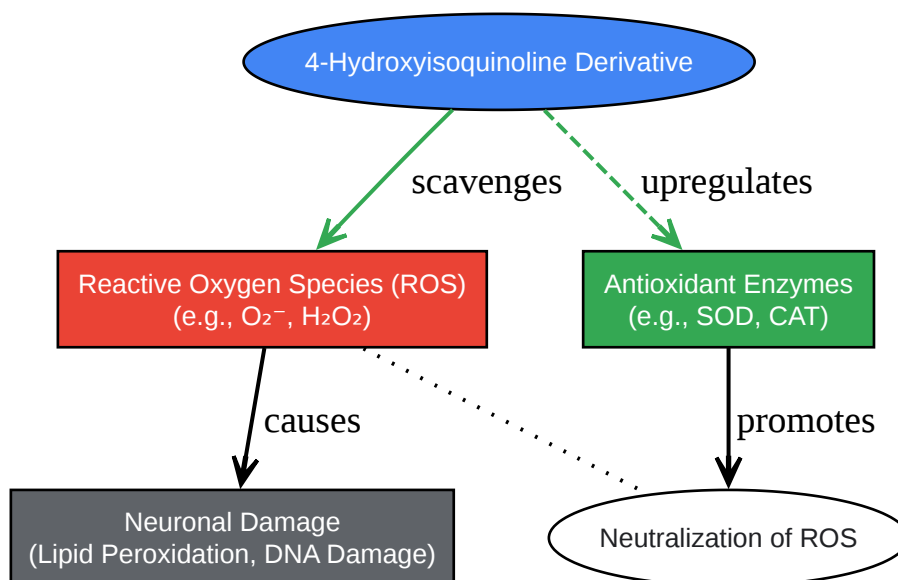 4-Hydroxyisoquinoline Derivative
scavenges
upregulates
Reactive Oxygen Species (ROS)
(e.g., O₂⁻, H₂O₂)
Antioxidant Enzymes
(e.g., SOD, CAT)
causes
promotes
Neuronal Damage
(Lipid Peroxidation, DNA Damage)
Neutralization of ROS